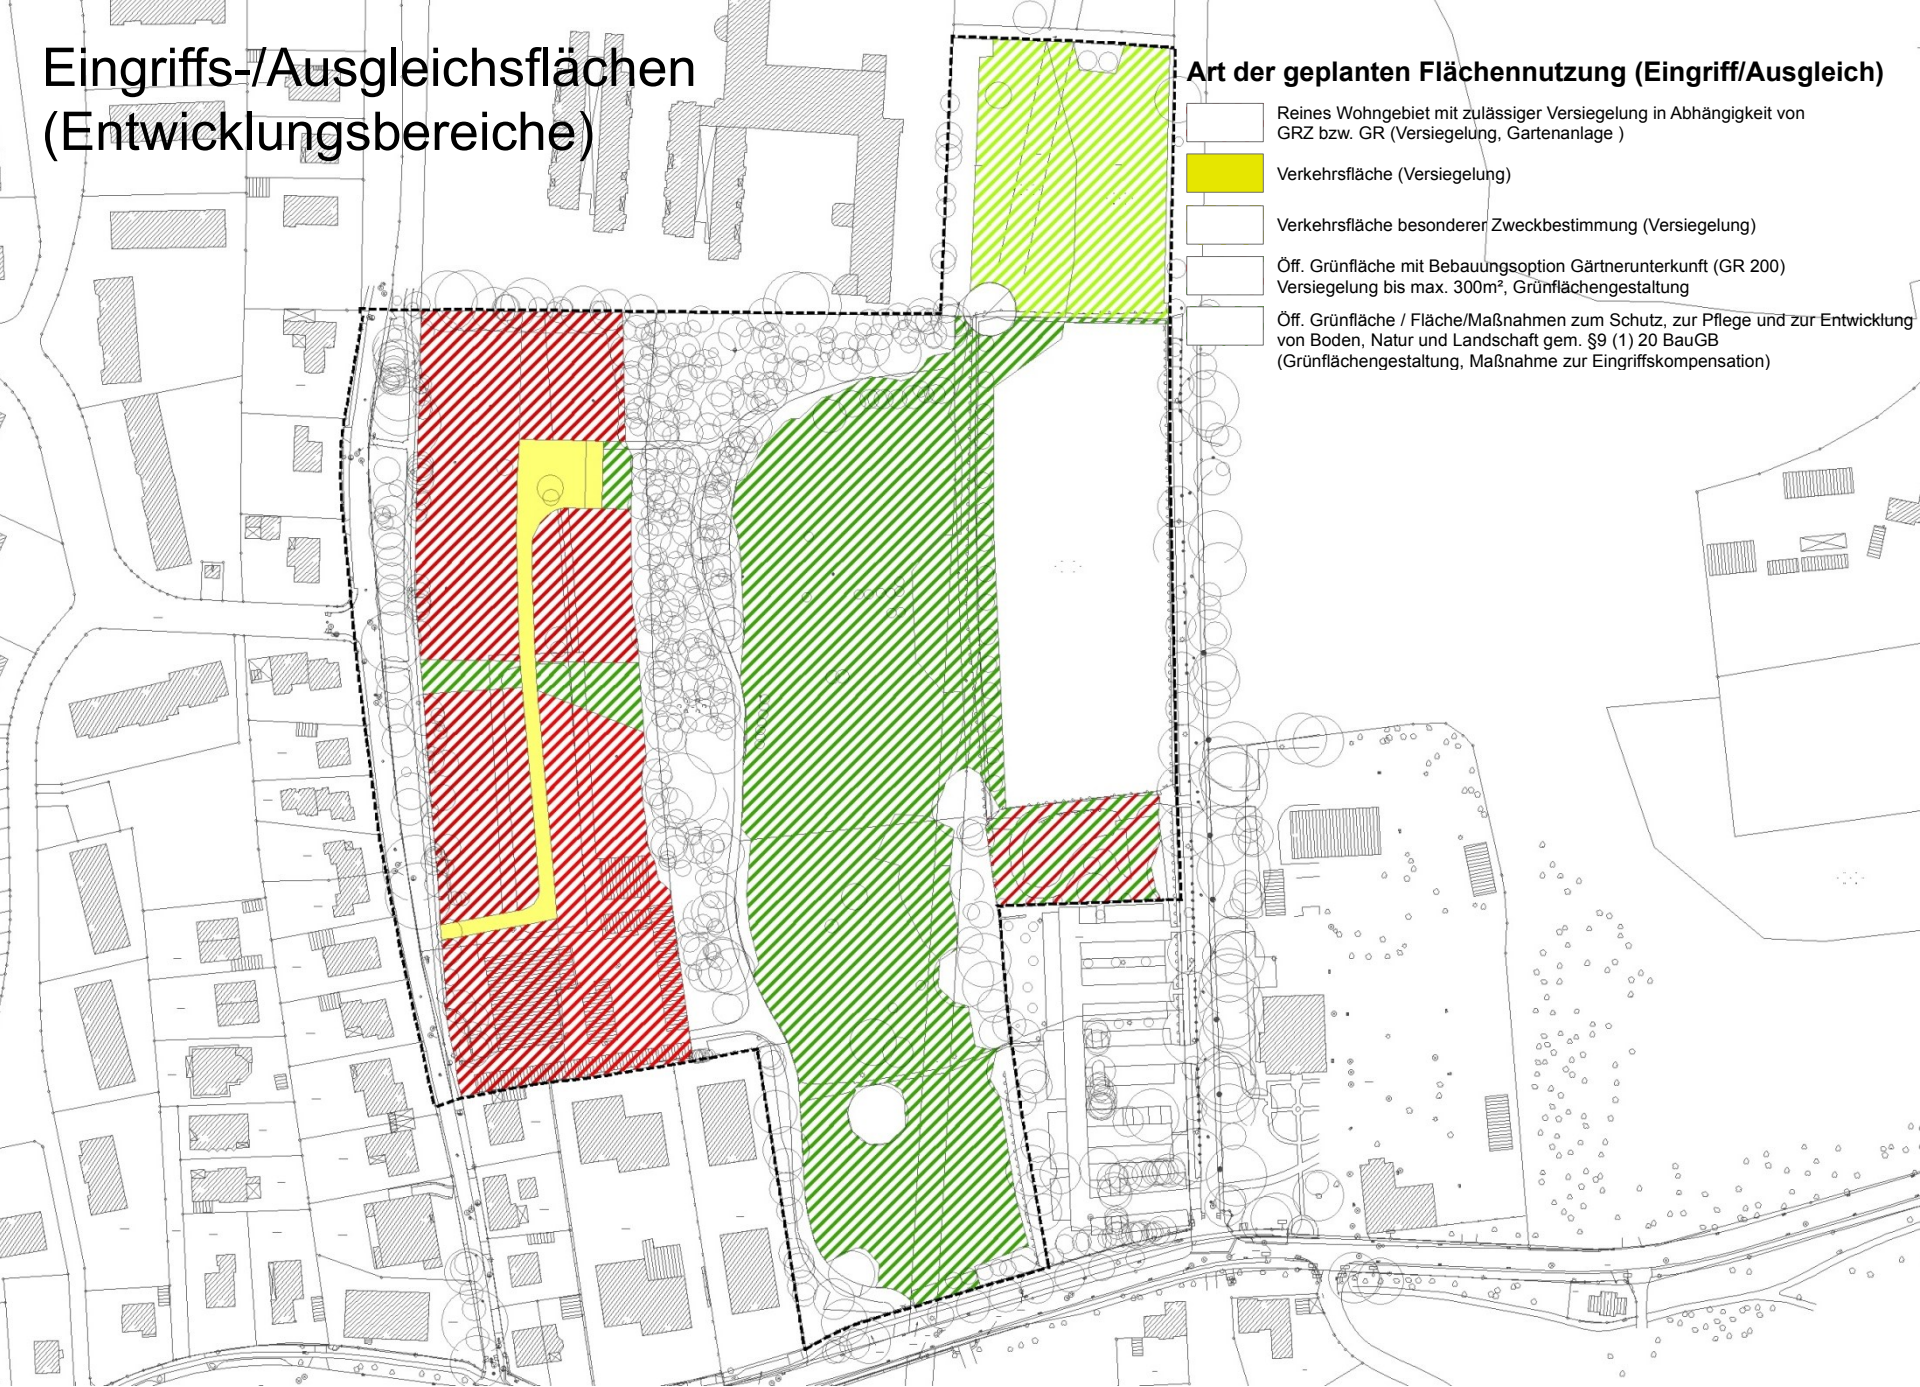 Eingriffs-/Ausgleichsflächen
(Entwicklungsbereiche)
Art der geplanten Flächennutzung (Eingriff/Ausgleich)
Reines Wohngebiet mit zulässiger Versiegelung in Abhängigkeit von
GRZ bzw. GR (Versiegelung, Gartenanlage )
Verkehrsfläche (Versiegelung)
Verkehrsfläche besonderer Zweckbestimmung (Versiegelung)
Öff. Grünfläche mit Bebauungsoption Gärtnerunterkunft (GR 200)
Versiegelung bis max. 300m², Grünflächengestaltung
Öff. Grünfläche / Fläche/Maßnahmen zum Schutz, zur Pflege und zur Entwicklung
von Boden, Natur und Landschaft gem. §9 (1) 20 BauGB
(Grünflächengestaltung, Maßnahme zur Eingriffskompensation)